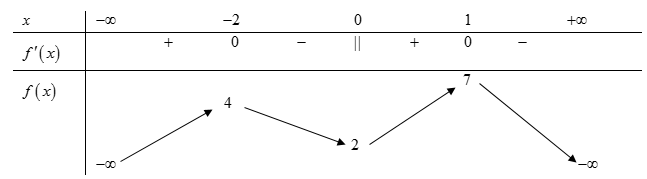 x −∞ −2 0 1 +∞
f′(x) + 0 − || + 0 −
f(x) −∞ 4 2 7 −∞